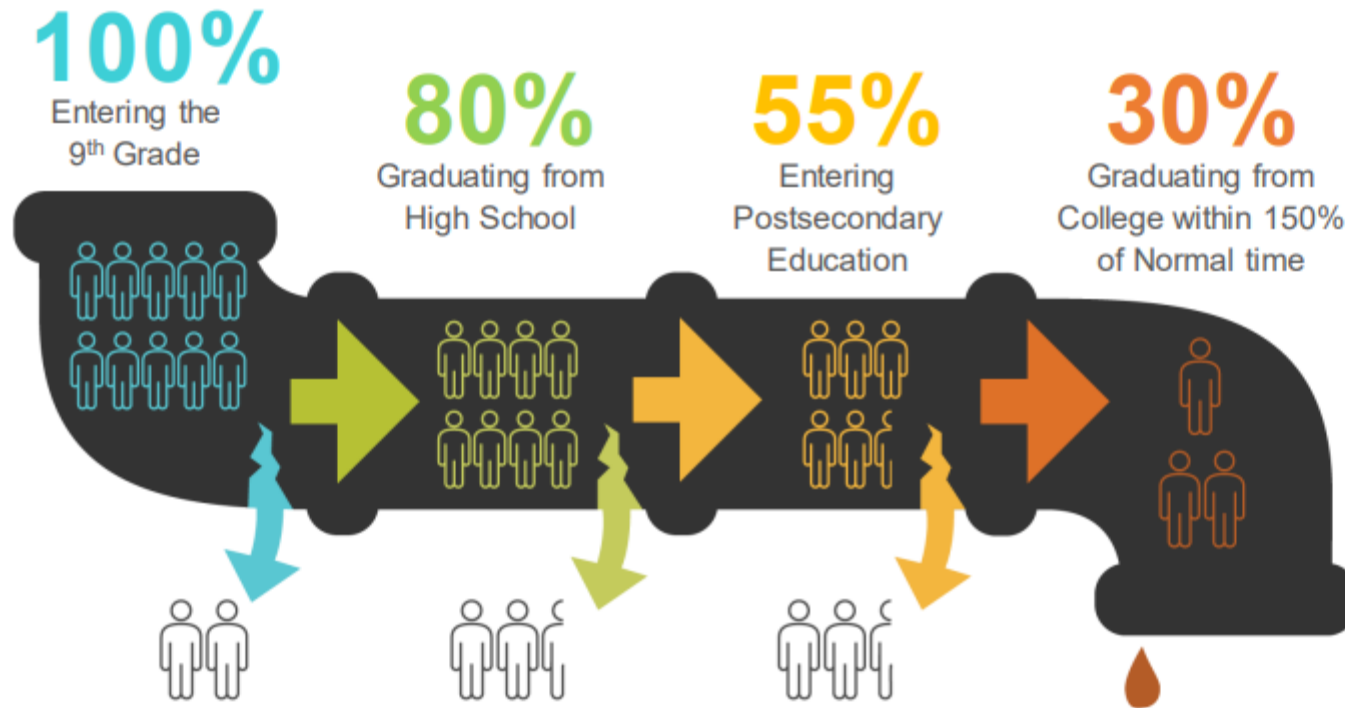 100%
Entering the
9th Grade
80%
Graduating from
High School
55%
Entering
Postsecondary
Education
30%
Graduating from
College within 150%
of Normal time